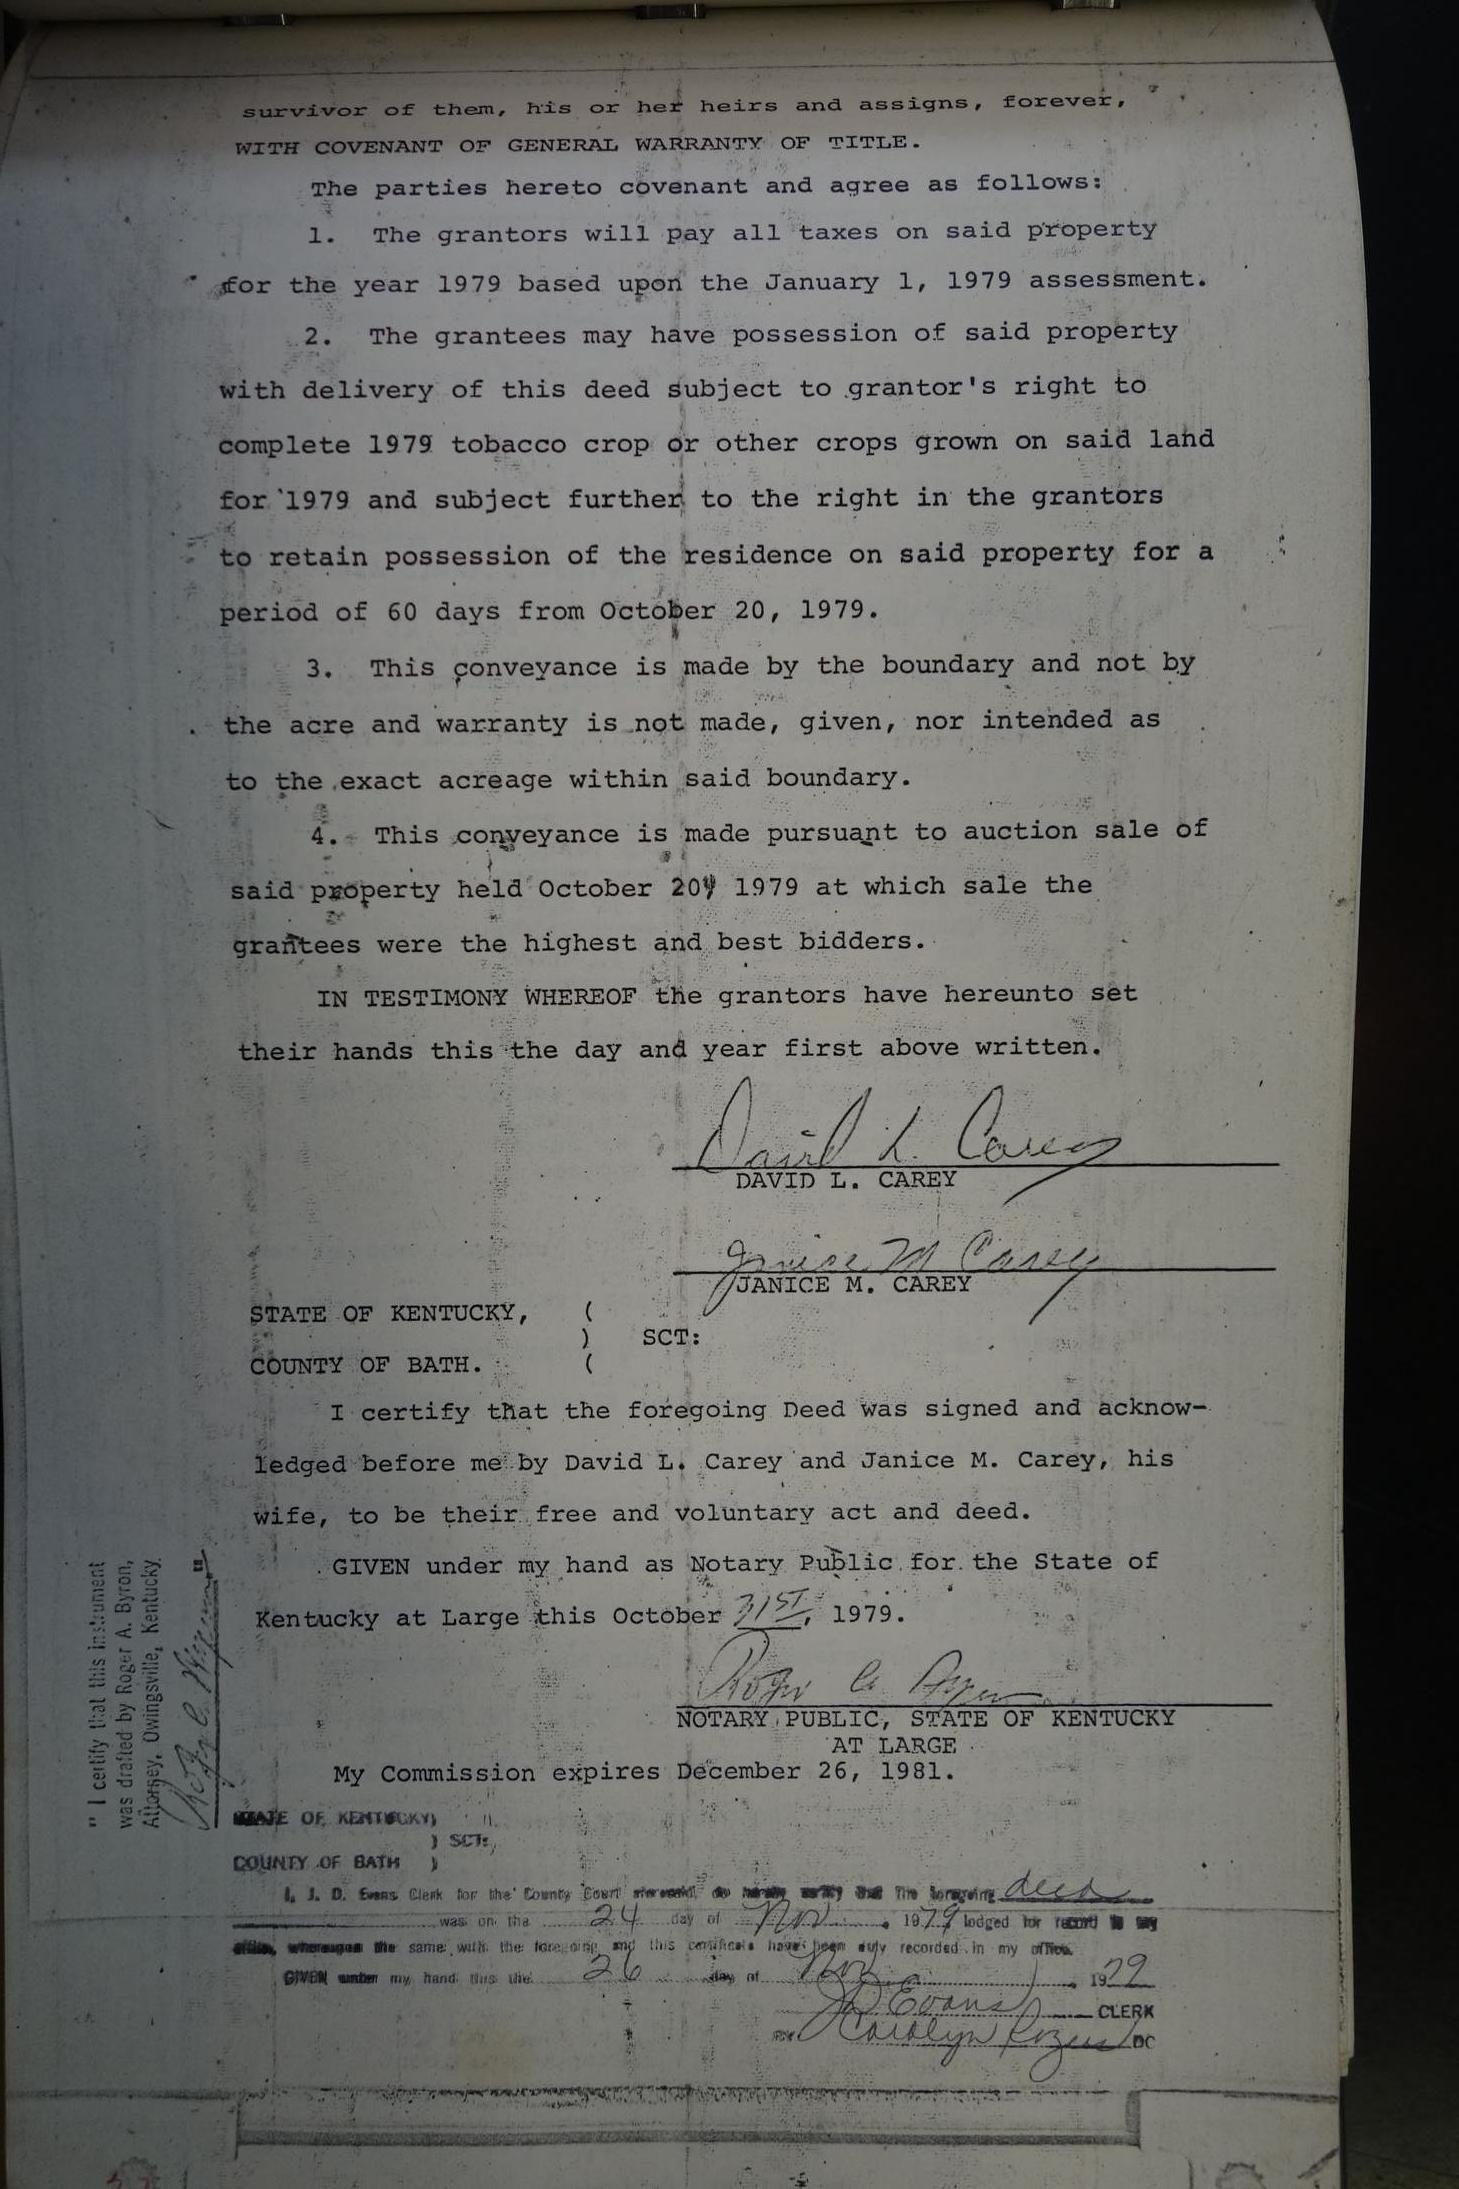 survivor of them, his or her heirs and assigns, forever,
WITH COVENANT OF GENERAL WARRANTY OF TITLE.
The parties hereto covenant and agree as follows:
1. The grantors will pay all taxes on said property
for the year 1979 based upon the January 1, 1979 assessment.
2. The grantees may have possession of said property
with delivery of this deed subject to grantor's right to
complete 1979 tobacco crop or other crops grown on said land
for 1979 and subject further to the right in the grantors
to retain possession of the residence on said property for a
period of 60 days from October 20, 1979.
3. This conveyance is made by the boundary and not by
the acre and warranty is not made, given, nor intended as
to the exact acreage within said boundary.
4. This conveyance is made pursuant to auction sale of
said property held October 20, 1979 at which sale the
grantees were the highest and best bidders.
IN TESTIMONY WHEREOF the grantors have hereunto set
their hands this the day and year first above written.
David L. Carey
DAVID L. CAREY
Janice M Carey
JANICE M. CAREY
STATE OF KENTUCKY, (
) SCT:
COUNTY OF BATH. (
I certify that the foregoing Deed was signed and acknow-
ledged before me by David L. Carey and Janice M. Carey, his
wife, to be their free and voluntary act and deed.
GIVEN under my hand as Notary Public for the State of
Kentucky at Large this October 31ST, 1979.
Roger A. Byron
NOTARY PUBLIC, STATE OF KENTUCKY
AT LARGE
My Commission expires December 26, 1981.
" I certify that this instrument
was drafted by Roger A. Byron,
Attorney, Owingsville, Kentucky
"
STATE OF KENTUCKY)
) SCT:
COUNTY OF BATH )
I, J. D. Evans Clerk for the County Court aforesaid, do hereby certify that The foregoing deed
was on the 24 day of Nov. 1979 lodged for record in my
office, whereupon the same with the foregoing and this certificate have been duly recorded in my office.
GIVEN under my hand this the 26 day of Nov 1979
JD Evans CLERK
BY Carolyn Rogers DC